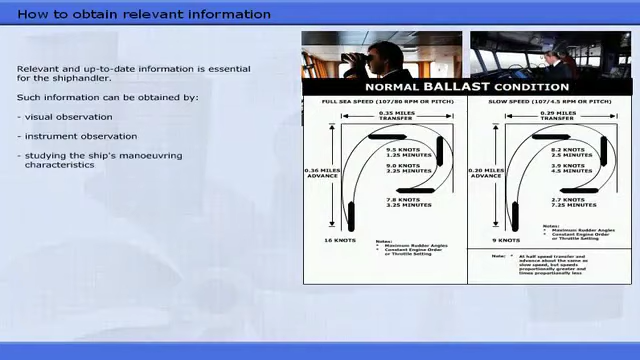 How to obtain relevant information
Relevant and up-to-date information is essential
for the shiphandler.
Such information can be obtained by:
- visual observation
- instrument observation
- studying the ship's manoeuvring
characteristics
NORMAL BALLAST CONDITION
FULL SEA SPEED (107/80 RPM OR PITCH)
0.35 MILES
TRANSFER
9.5 KNOTS
1.25 MINUTES
9.0 KNOTS
2.25 MINUTES
0.36 MILES
ADVANCE
7.8 KNOTS
3.25 MINUTES
16 KNOTS
Notes:
* Maximum Rudder Angles
* Constant Engine Order
or Throttle Setting
SLOW SPEED (107/4.5 RPM OR PITCH)
0.29 MILES
TRANSFER
8.2 KNOTS
2.5 MINUTES
3.9 KNOTS
4.5 MINUTES
0.20 MILES
ADVANCE
2.7 KNOTS
7.25 MINUTES
9 KNOTS
Notes:
* Maximum Rudder Angles
* Constant Engine Order
or Throttle Setting
Note: * At half speed transfer and
advance about the same as
slow speed, but speeds
proportionally greater and
times proportionally less